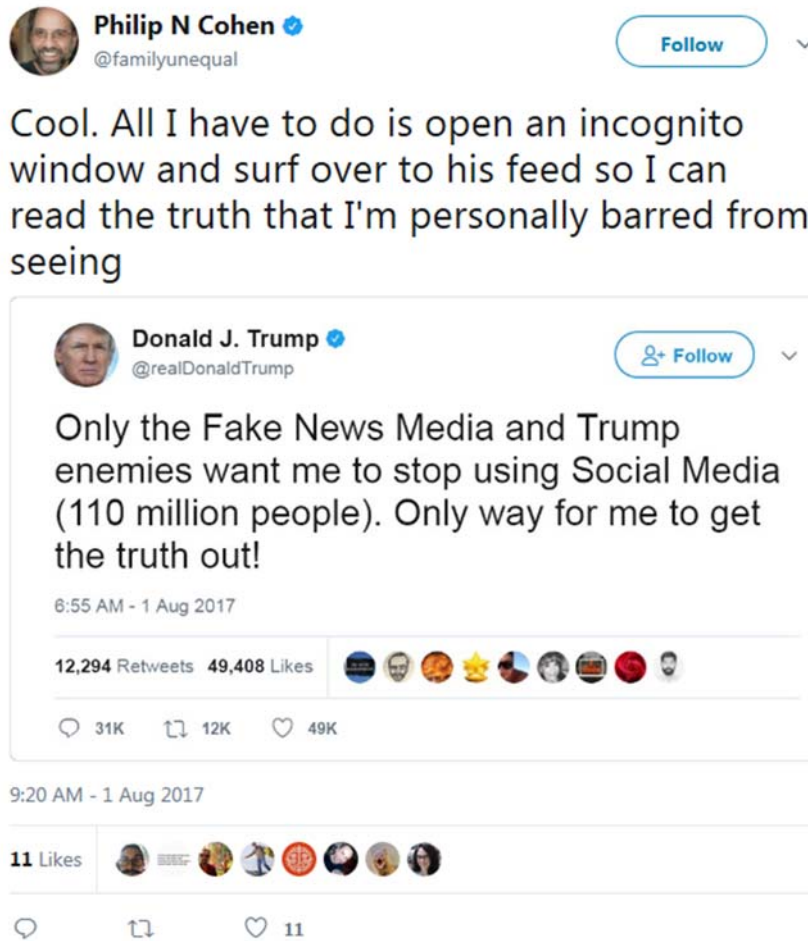 Philip N Cohen
@familyunequal
Follow
Cool. All I have to do is open an incognito
window and surf over to his feed so I can
read the truth that I'm personally barred from
seeing
Donald J. Trump
@realDonaldTrump
Follow
Only the Fake News Media and Trump
enemies want me to stop using Social Media
(110 million people). Only way for me to get
the truth out!
6:55 AM - 1 Aug 2017
12,294 Retweets 49,408 Likes
31K 12K 49K
9:20 AM - 1 Aug 2017
11 Likes
11